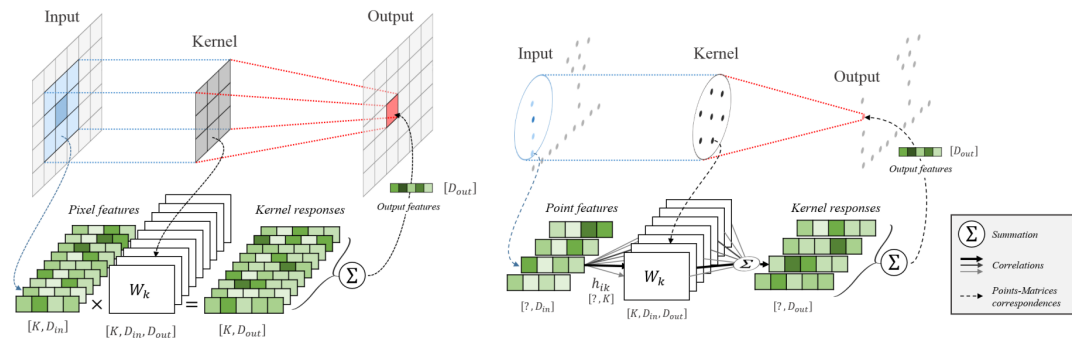 Input
Kernel
Output
Pixel features
Kernel responses
[D_out]
Output features
W_k
×
=
Σ
[K, D_in]
[K, D_in, D_out]
[K, D_out]
Input
Kernel
Output
[D_out]
Output features
Point features
Kernel responses
h_ik
[?, K]
W_k
Σ
Σ
[?, D_in]
[K, D_in, D_out]
[?, D_out]
Σ Summation
Correlations
Points-Matrices
correspondences